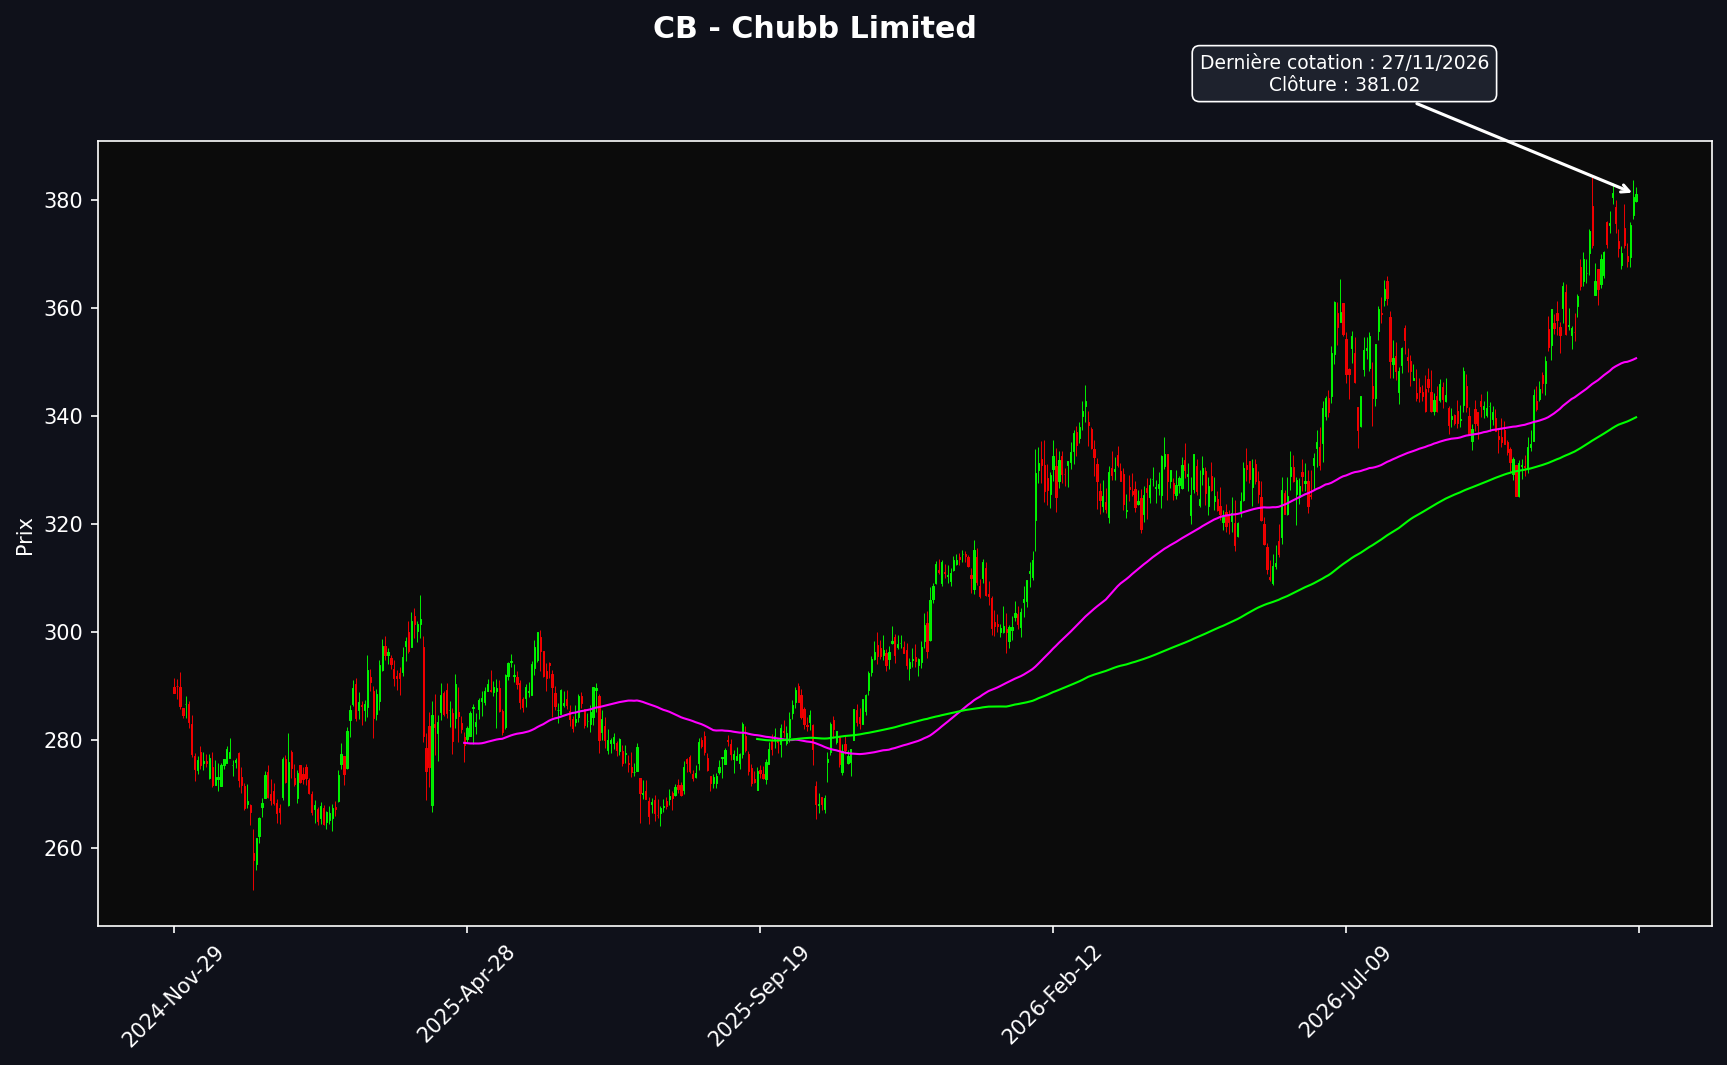 CB - Chubb Limited
Dernière cotation : 27/11/2026
Clôture : 381.02
Prix
380
360
340
320
300
280
260
2024-Nov-29
2025-Apr-28
2025-Sep-19
2026-Feb-12
2026-Jul-09